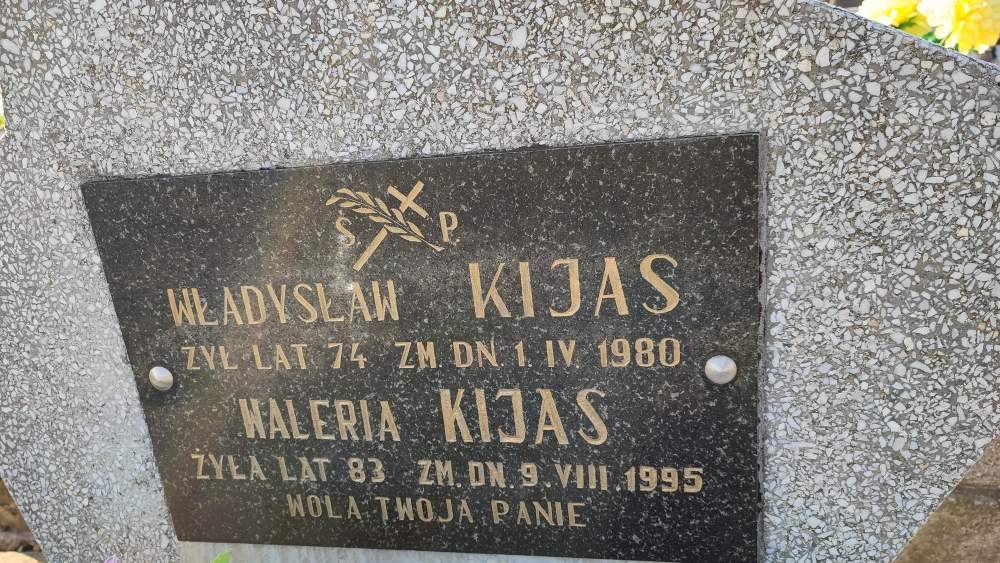 Ś P
WŁADYSŁAW KIJAS
ŻYŁ LAT 74 ZM. DN. 1. IV. 1980
WALERIA KIJAS
ŻYŁA LAT 83 ZM. DN. 9. VIII. 1995
WOLA TWOJA PANIE